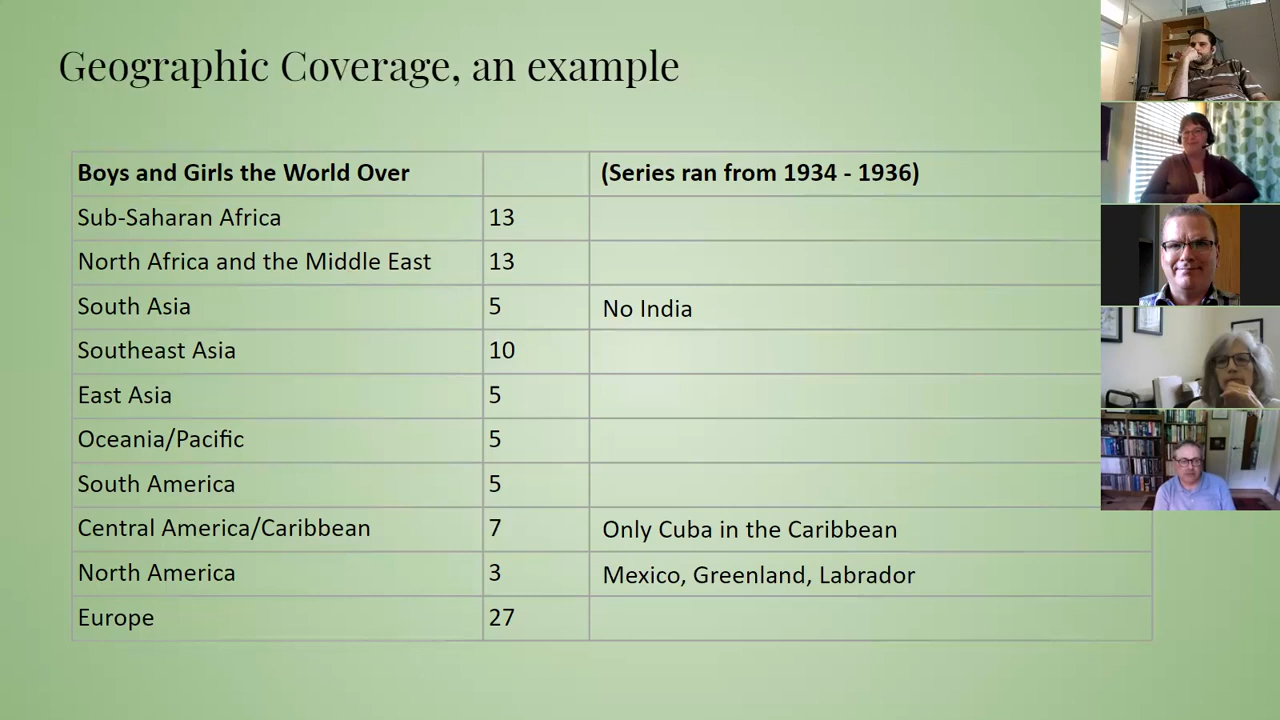 Geographic Coverage, an example
Boys and Girls the World Over (Series ran from 1934 - 1936)
Sub-Saharan Africa 13
North Africa and the Middle East 13
South Asia 5 No India
Southeast Asia 10
East Asia 5
Oceania/Pacific 5
South America 5
Central America/Caribbean 7 Only Cuba in the Caribbean
North America 3 Mexico, Greenland, Labrador
Europe 27